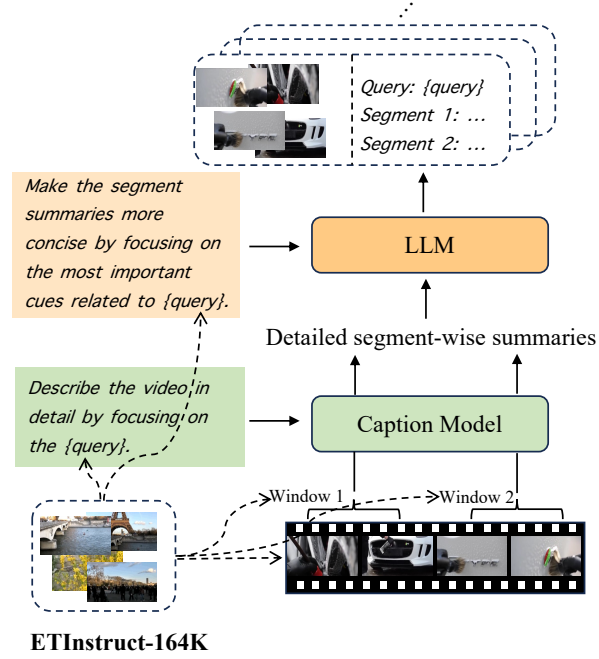 ...
Query: {query}
Segment 1: ...
Segment 2: ...
Make the segment
summaries more
concise by focusing on
the most important
cues related to {query}.
LLM
Detailed segment-wise summaries
Describe the video in
detail by focusing on
the {query}.
Caption Model
Window 1
Window 2
ETInstruct-164K